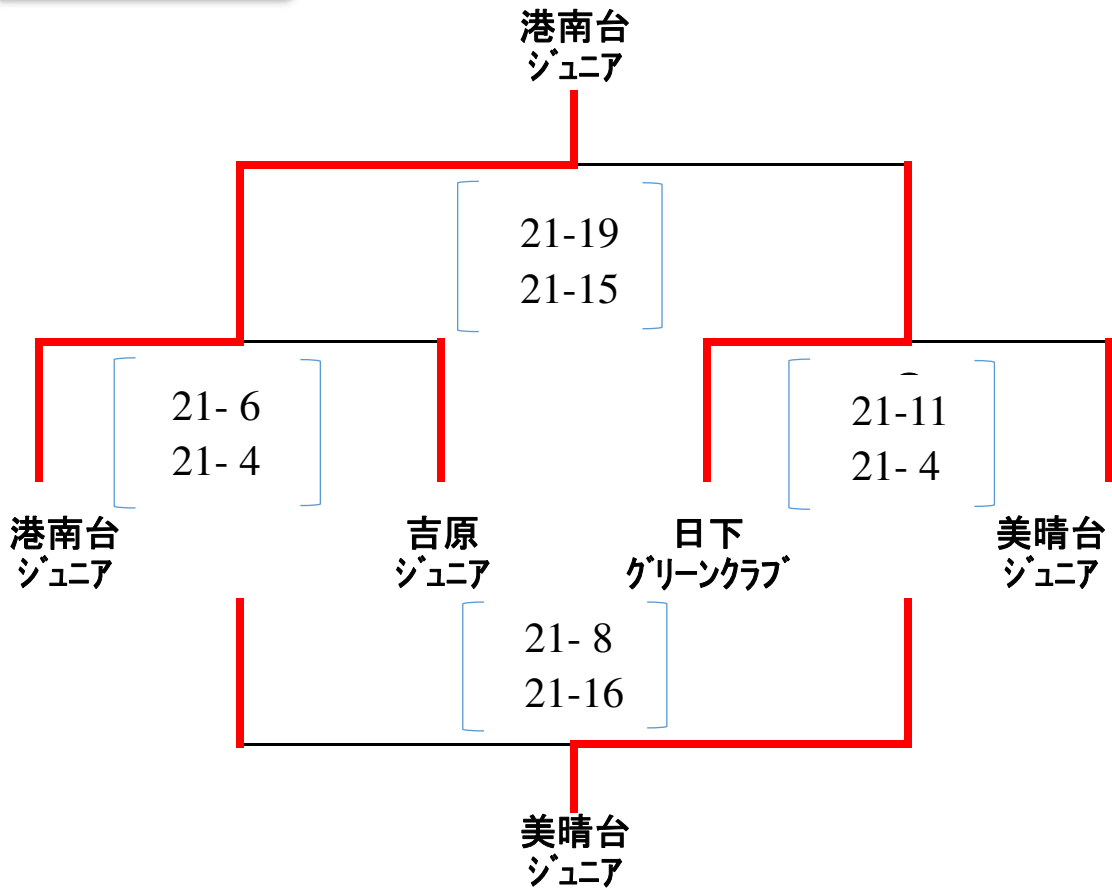 港南台
ジュニア
21-19
21-15
21- 6
21- 4
21-11
21- 4
港南台
ジュニア
吉原
ジュニア
日下
グリーンクラブ
美晴台
ジュニア
21- 8
21-16
美晴台
ジュニア